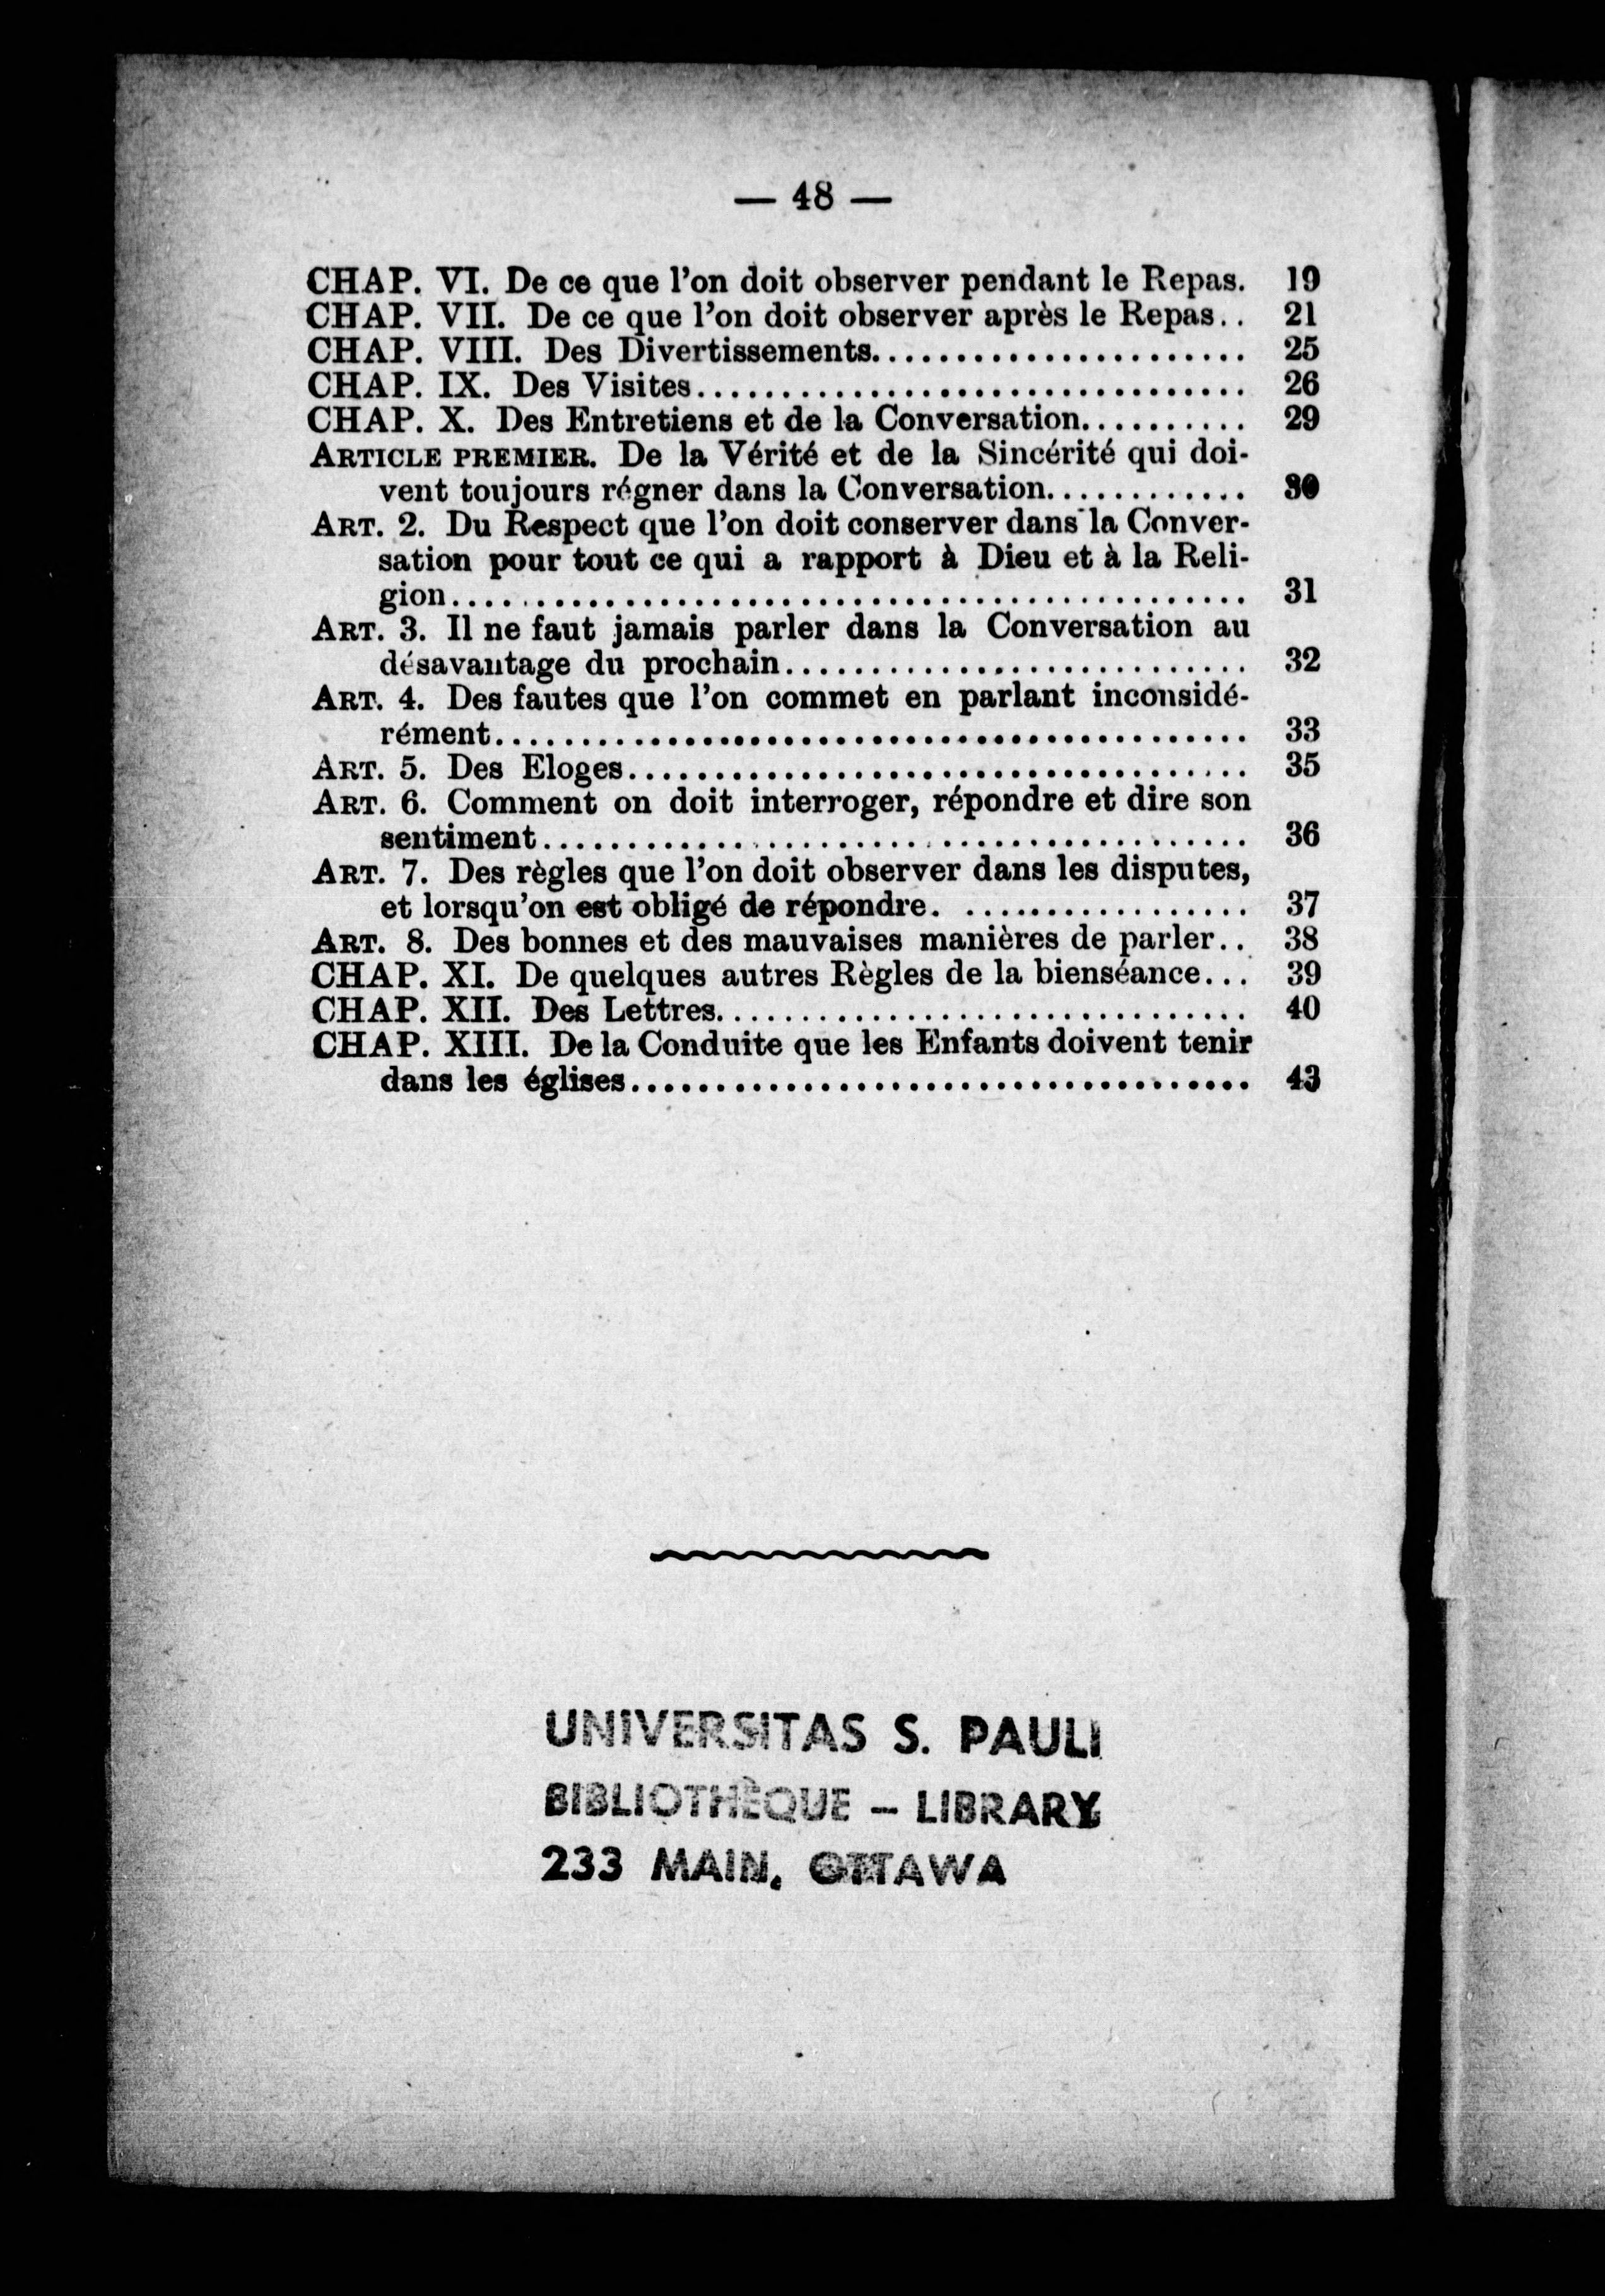 — 48 —
CHAP. VI. De ce que l'on doit observer pendant le Repas. 19
CHAP. VII. De ce que l'on doit observer après le Repas.. 21
CHAP. VIII. Des Divertissements...................... 25
CHAP. IX. Des Visites................................ 26
CHAP. X. Des Entretiens et de la Conversation.......... 29
ARTICLE PREMIER. De la Vérité et de la Sincérité qui doi-
vent toujours régner dans la Conversation............ 30
ART. 2. Du Respect que l'on doit conserver dans la Conver-
sation pour tout ce qui a rapport à Dieu et à la Reli-
gion............................................... 31
ART. 3. Il ne faut jamais parler dans la Conversation au
désavantage du prochain........................... 32
ART. 4. Des fautes que l'on commet en parlant inconsidé-
rément............................................ 33
ART. 5. Des Eloges.................................... 35
ART. 6. Comment on doit interroger, répondre et dire son
sentiment......................................... 36
ART. 7. Des règles que l'on doit observer dans les disputes,
et lorsqu'on est obligé de répondre. ................. 37
ART. 8. Des bonnes et des mauvaises manières de parler.. 38
CHAP. XI. De quelques autres Règles de la bienséance... 39
CHAP. XII. Des Lettres............................... 40
CHAP. XIII. De la Conduite que les Enfants doivent tenir
dans les églises.................................... 43
UNIVERSITAS S. PAULI
BIBLIOTHÈQUE – LIBRARY
233 MAIN, OTTAWA